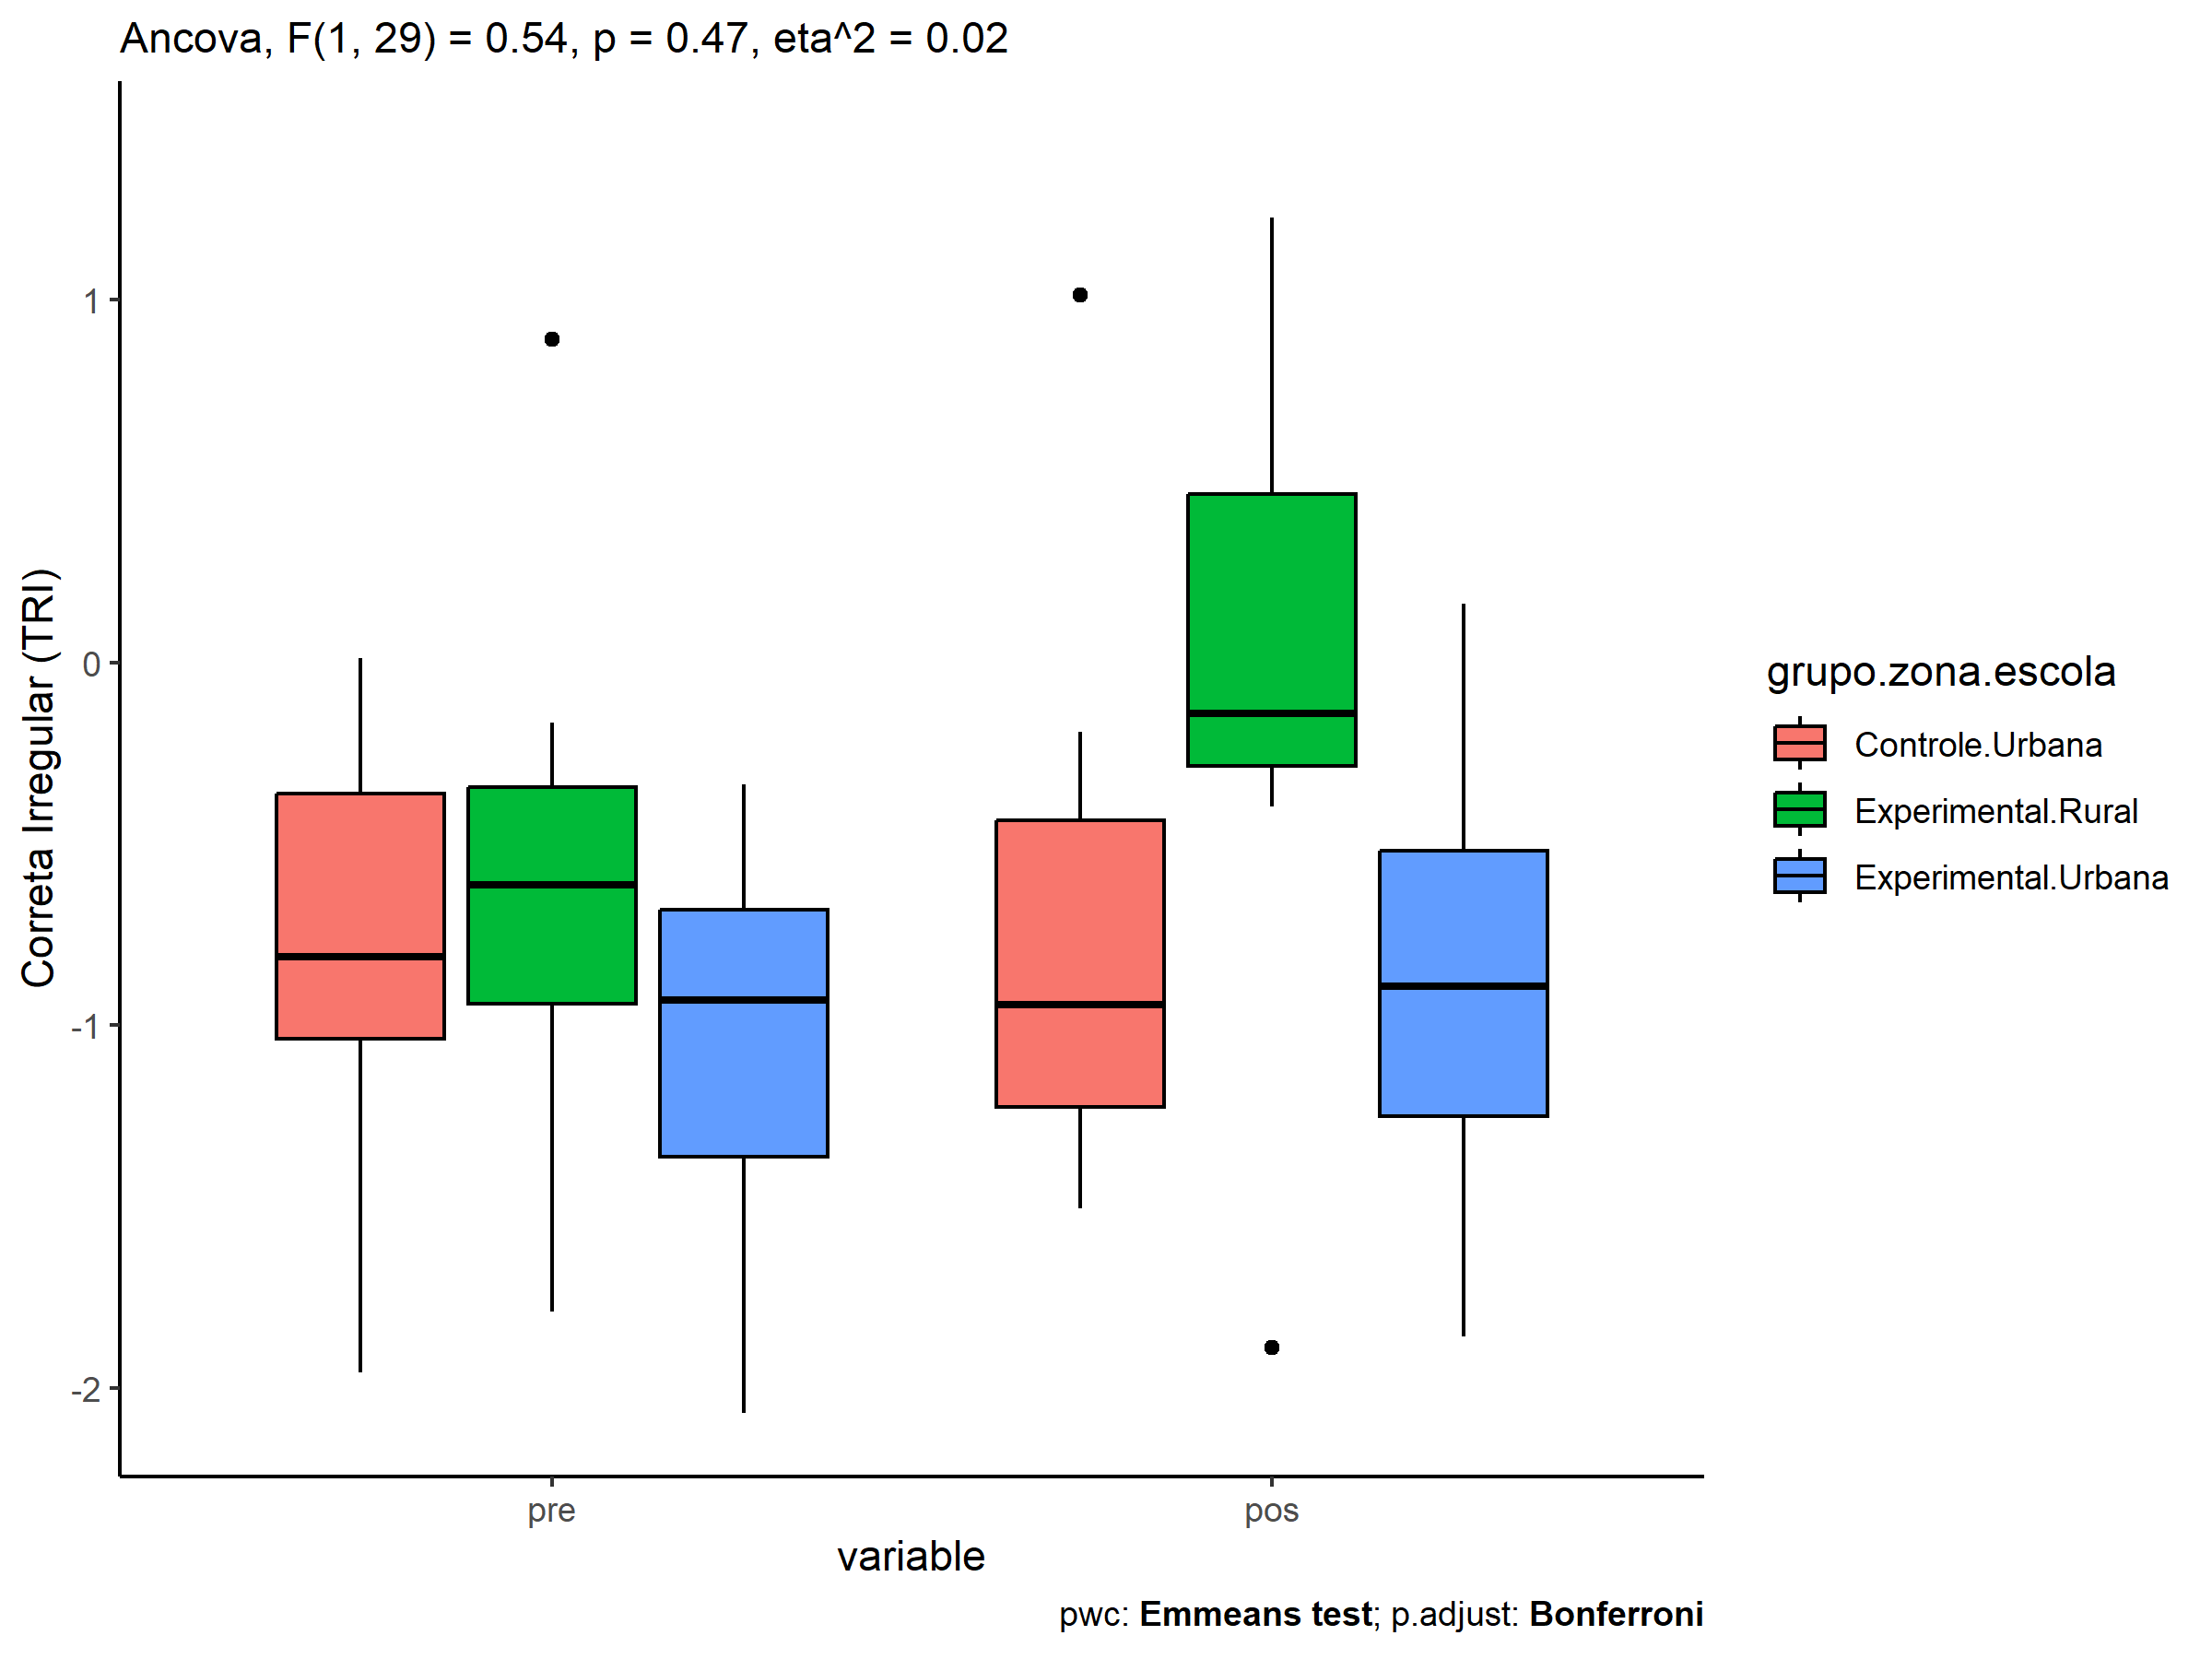 Ancova, F(1, 29) = 0.54, p = 0.47, eta^2 = 0.02
Correta Irregular (TRI)
1
0
-1
-2
pre
pos
variable
grupo.zona.escola
Controle.Urbana
Experimental.Rural
Experimental.Urbana
pwc: Emmeans test; p.adjust: Bonferroni